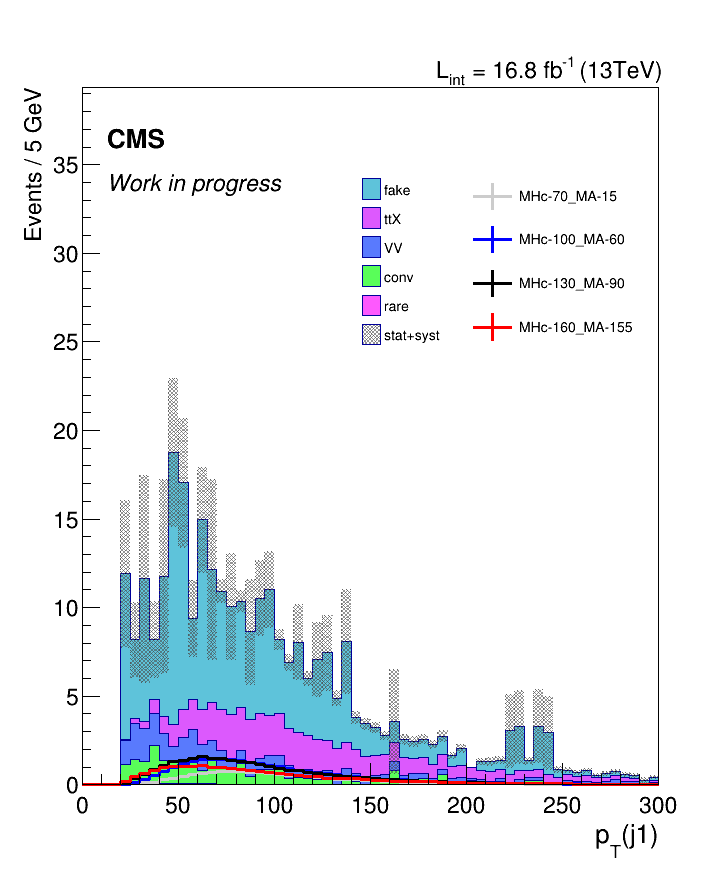 L_int = 16.8 fb^-1 (13TeV)
Events / 5 GeV
CMS
Work in progress
fake
ttX
VV
conv
rare
stat+syst
MHc-70_MA-15
MHc-100_MA-60
MHc-130_MA-90
MHc-160_MA-155
35
30
25
20
15
10
5
0
0 50 100 150 200 250 300
p_T(j1)